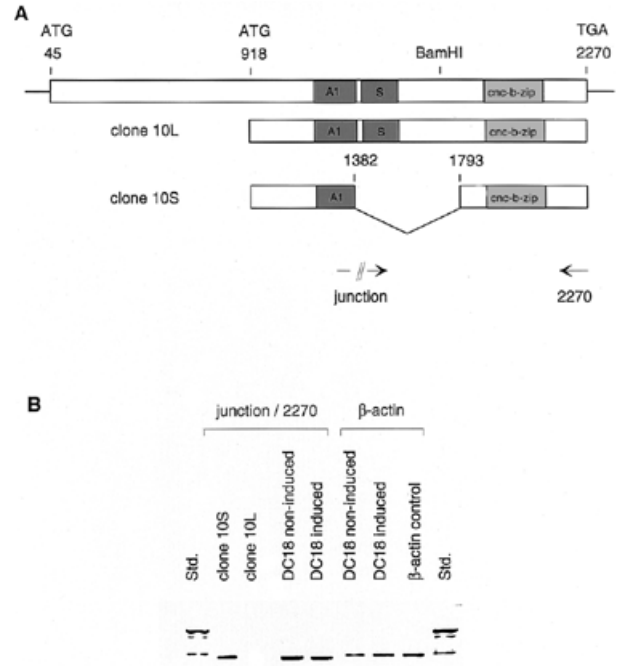 A
ATG ATG TGA
45 918 BamHI 2270
A1 S cnc-b-zip
clone 10L A1 S cnc-b-zip
1382 1793
clone 10S A1 cnc-b-zip
junction 2270
B
junction / 2270 β-actin
Std.
clone 10S
clone 10L
DC18 non-induced
DC18 induced
DC18 non-induced
DC18 induced
β-actin control
Std.